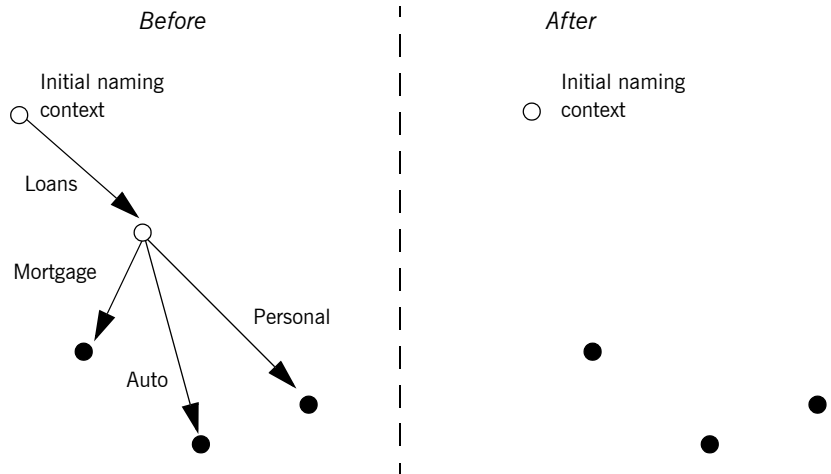 Before
After
Initial naming
context
Initial naming
context
Loans
Mortgage
Personal
Auto